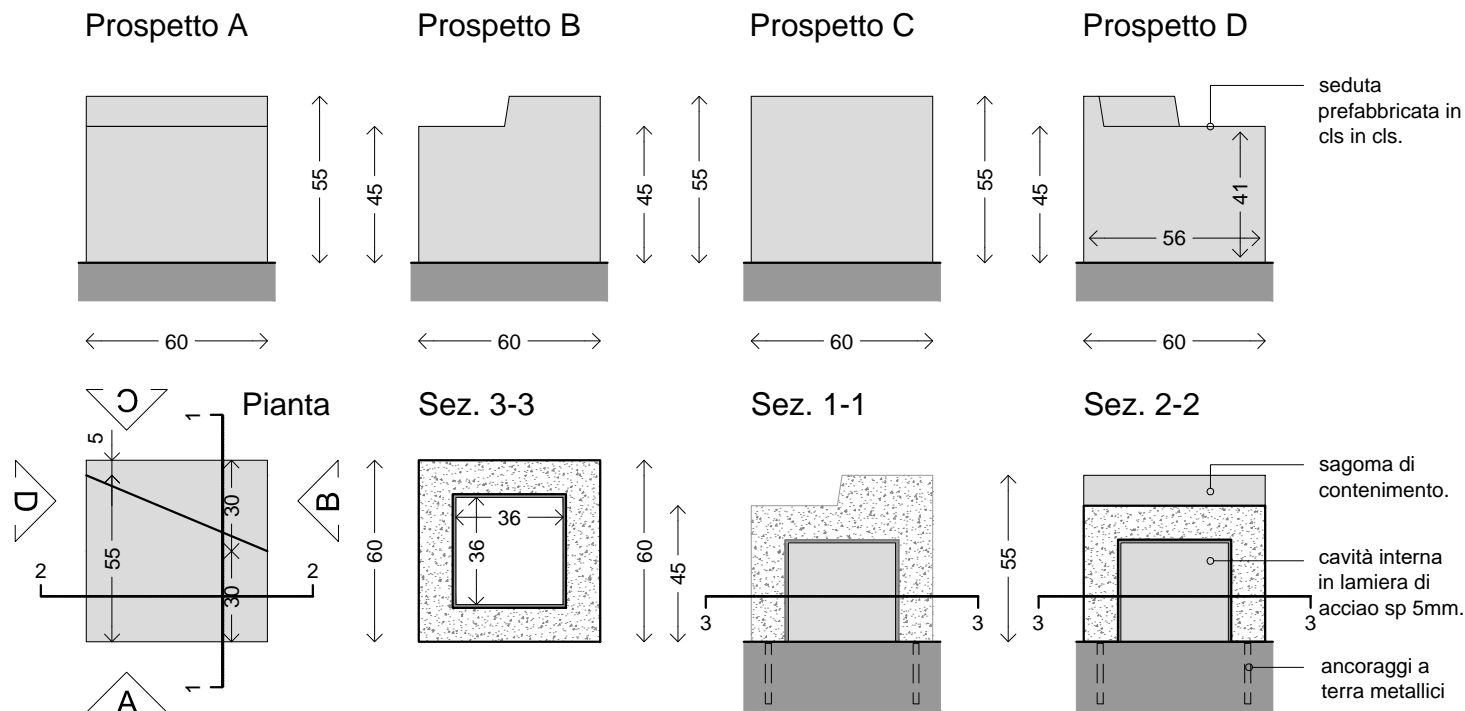 Prospetto A
Prospetto B
Prospetto C
Prospetto D
seduta
prefabbricata in
cls in cls.
55
45
45
55
55
45
41
56
60
60
60
60
C
1
Pianta
Sez. 3-3
Sez. 1-1
Sez. 2-2
5
D
B
30
55
30
2
2
1
A
60
36
36
60
45
55
3
3
3
3
sagoma di
contenimento.
cavità interna
in lamiera di
acciao sp 5mm.
ancoraggi a
terra metallici